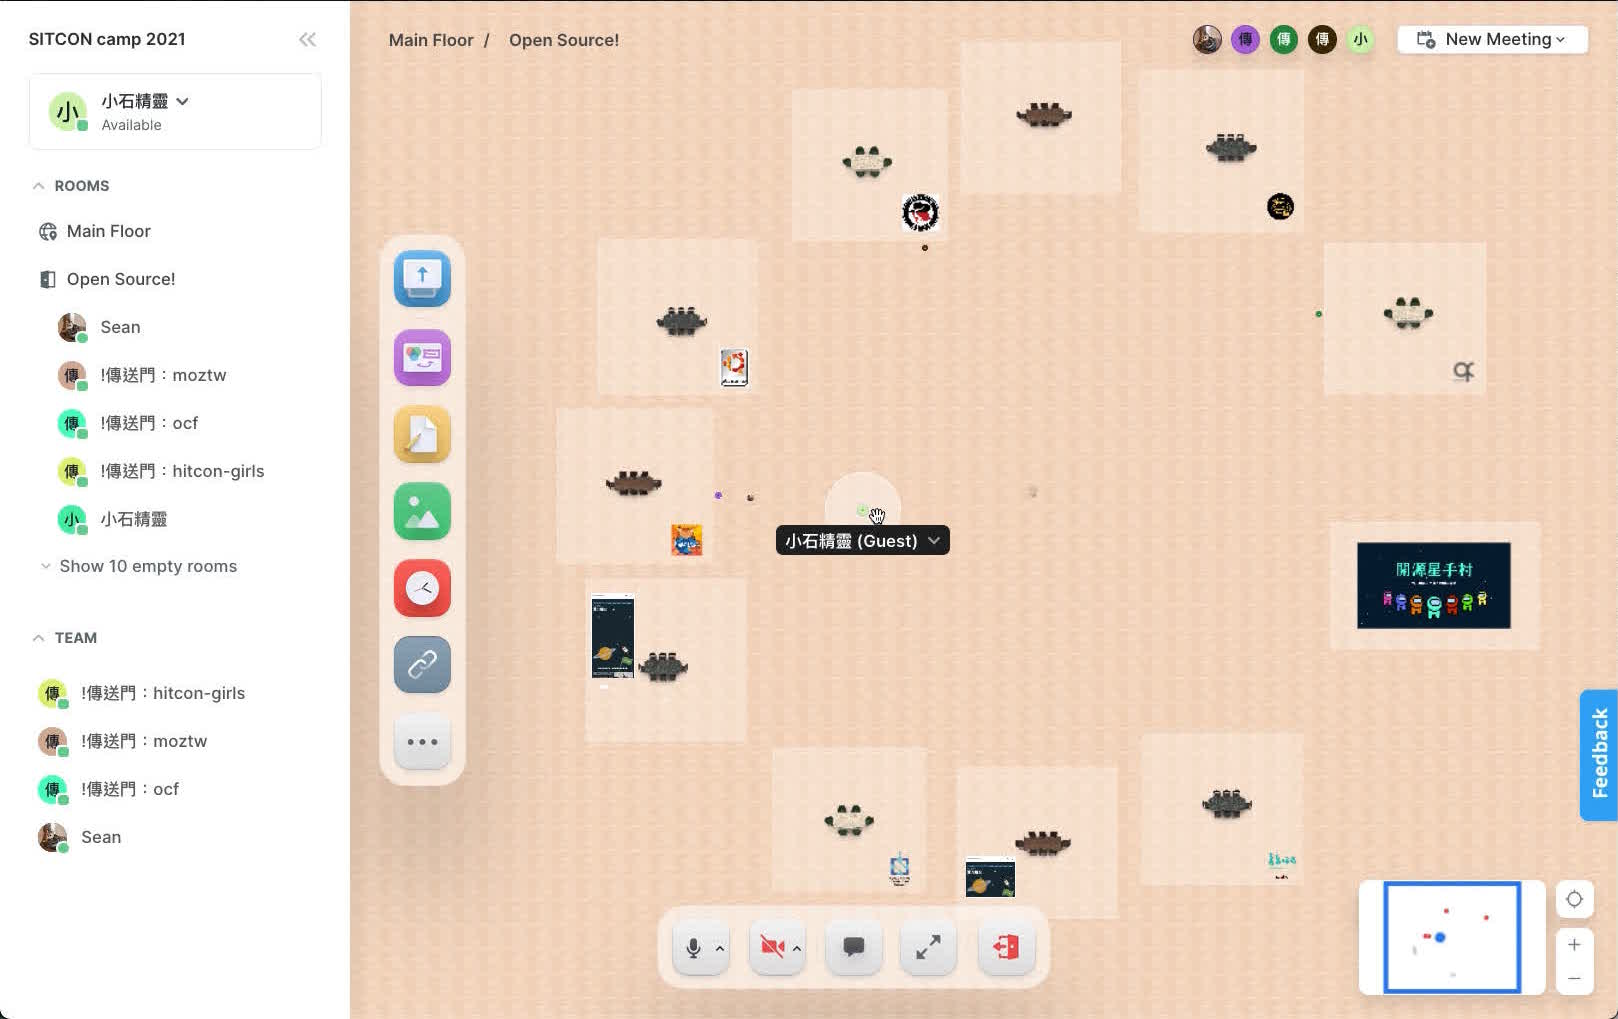 SITCON camp 2021
小
小石精靈
Available
ROOMS
Main Floor
Open Source!
Sean
傳 !傳送門：moztw
傳 !傳送門：ocf
傳 !傳送門：hitcon-girls
小 小石精靈
Show 10 empty rooms
TEAM
傳 !傳送門：hitcon-girls
傳 !傳送門：moztw
傳 !傳送門：ocf
Sean
Main Floor / Open Source!
傳 傳 傳 小
New Meeting
小石精靈 (Guest)
開源星手村
Feedback